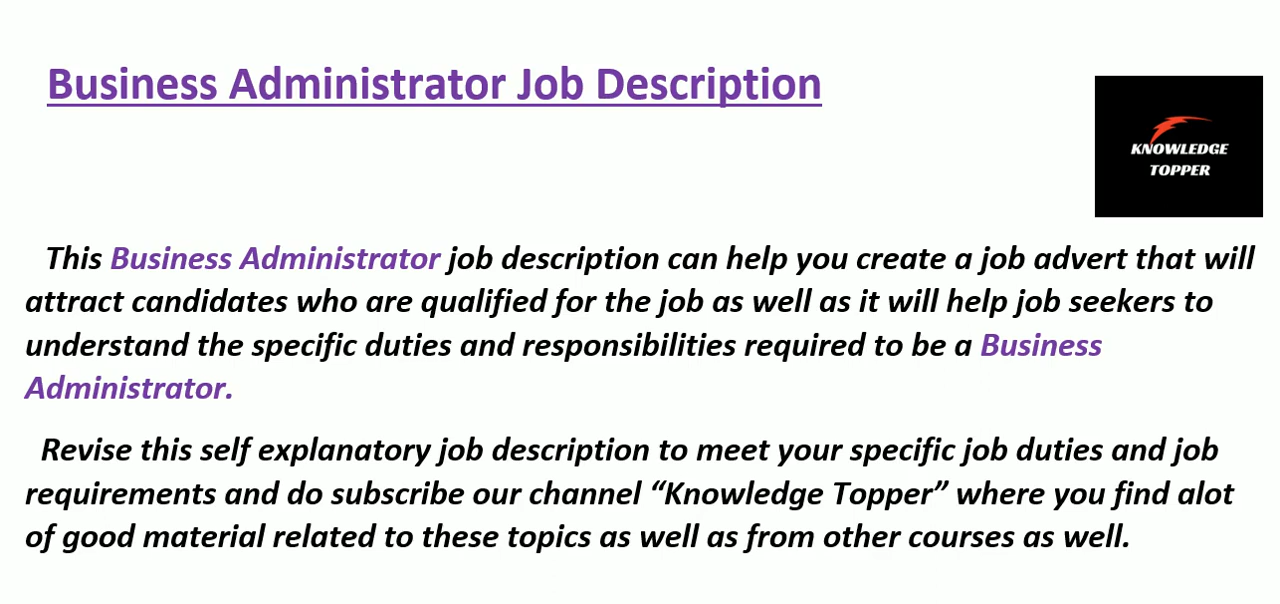 Business Administrator Job Description
KNOWLEDGE
TOPPER
This Business Administrator job description can help you create a job advert that will
attract candidates who are qualified for the job as well as it will help job seekers to
understand the specific duties and responsibilities required to be a Business
Administrator.
Revise this self explanatory job description to meet your specific job duties and job
requirements and do subscribe our channel “Knowledge Topper” where you find alot
of good material related to these topics as well as from other courses as well.